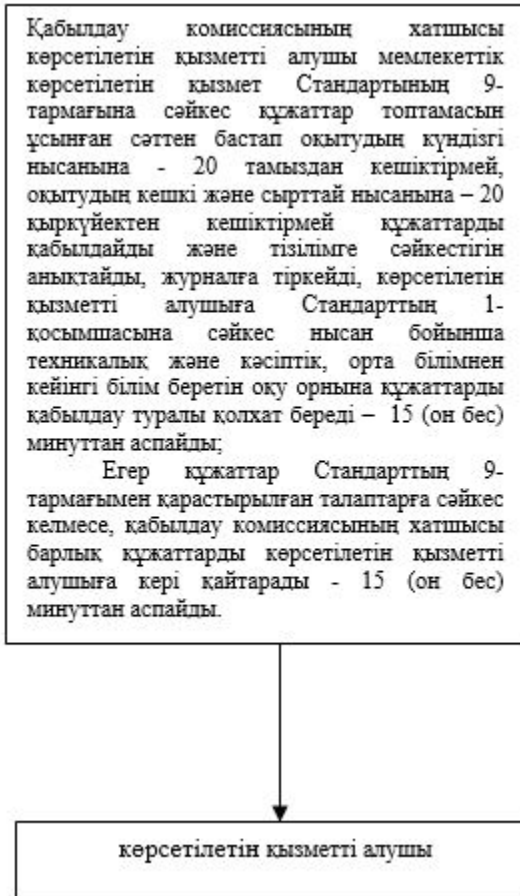 Қабылдау комиссиясының хатшысы
көрсетілетін қызметті алушы мемлекеттік
көрсетілетін қызмет Стандартының 9-
тармағына сәйкес құжаттар топтамасын
ұсынған сәттен бастап оқытудың күндізгі
нысанына - 20 тамыздан кешіктірмей,
оқытудың кешкі және сырттай нысанына – 20
қыркүйектен кешіктірмей құжаттарды
қабылдайды және тізілімге сәйкестігін
анықтайды, журналға тіркейді, көрсетілетін
қызметті алушыға Стандарттың 1-
қосымшасына сәйкес нысан бойынша
техникалық және кәсіптік, орта білімнен
кейінгі білім беретін оқу орнына құжаттарды
қабылдау туралы қолхат береді – 15 (он бес)
минуттан аспайды;
Егер құжаттар Стандарттың 9-
тармағымен қарастырылған талаптарға сәйкес
келмесе, қабылдау комиссиясының хатшысы
барлық құжаттарды көрсетілетін қызметті
алушыға кері қайтарады - 15 (он бес)
минуттан аспайды.
көрсетілетін қызметті алушы